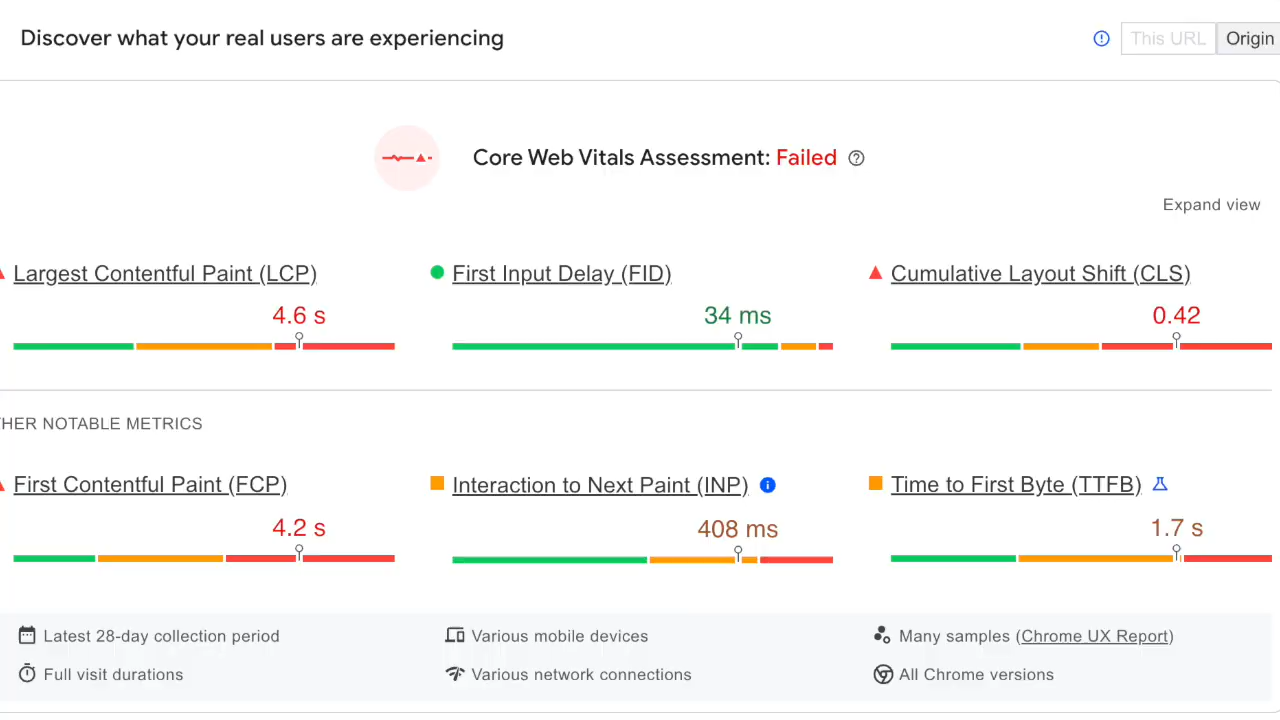 Discover what your real users are experiencing
This URL
Origin
Core Web Vitals Assessment: Failed
Expand view
Largest Contentful Paint (LCP)
4.6 s
First Input Delay (FID)
34 ms
Cumulative Layout Shift (CLS)
0.42
THER NOTABLE METRICS
First Contentful Paint (FCP)
4.2 s
Interaction to Next Paint (INP)
408 ms
Time to First Byte (TTFB)
1.7 s
Latest 28-day collection period
Various mobile devices
Many samples (Chrome UX Report)
Full visit durations
Various network connections
All Chrome versions